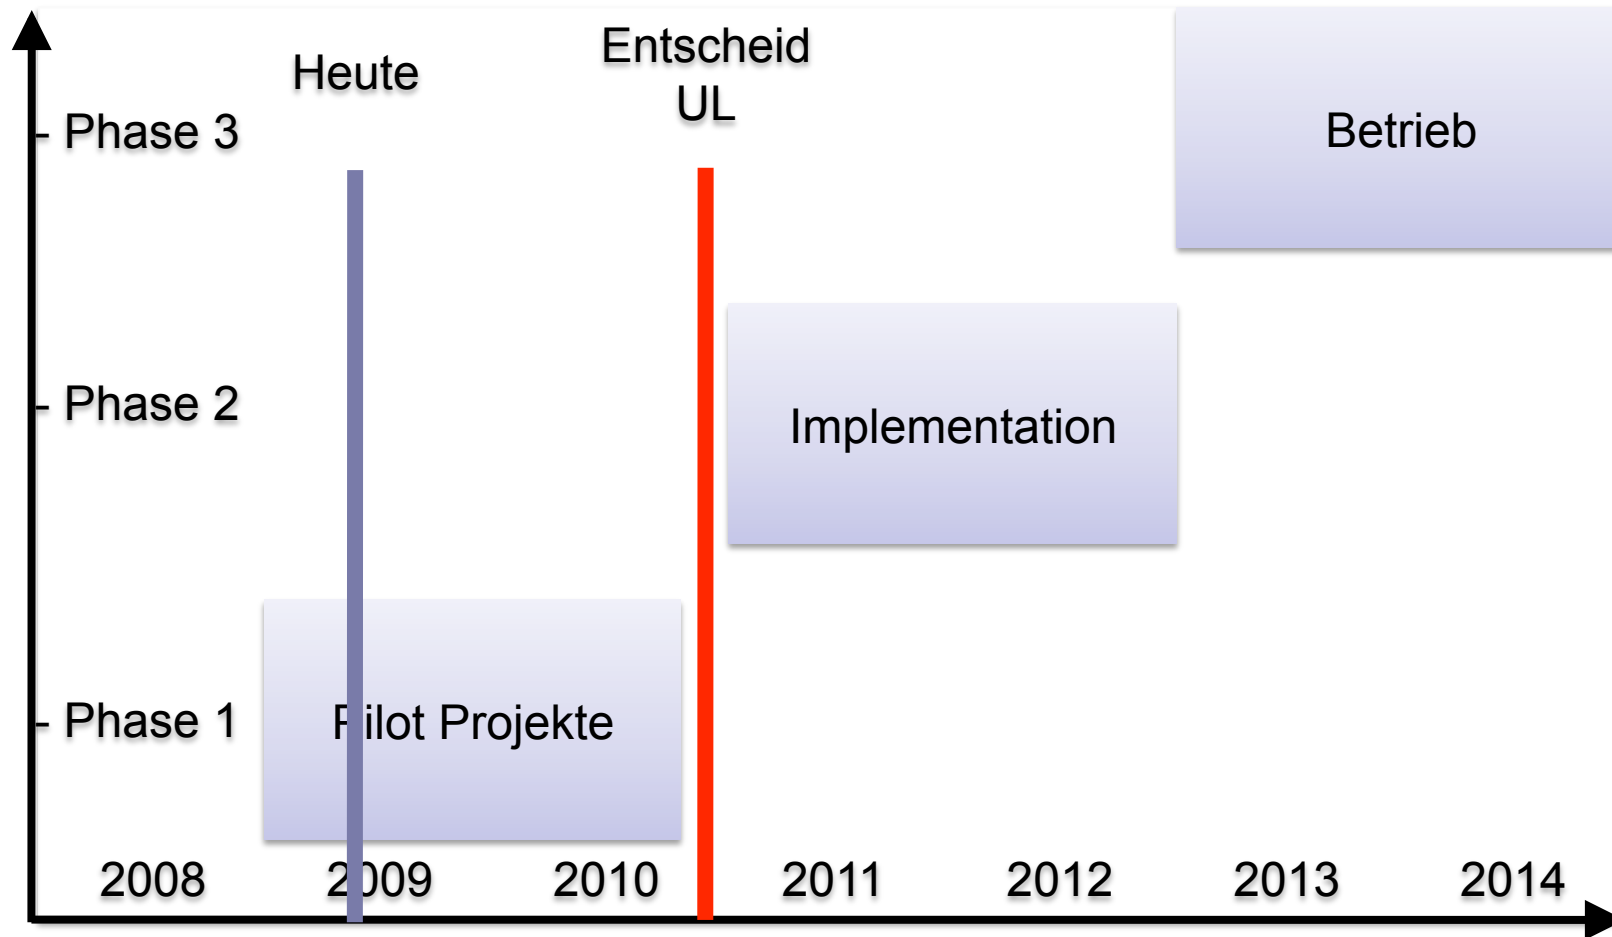 Heute
Entscheid
UL
- Phase 3
Betrieb
- Phase 2
Implementation
- Phase 1
Pilot Projekte
2008 2009 2010 2011 2012 2013 2014